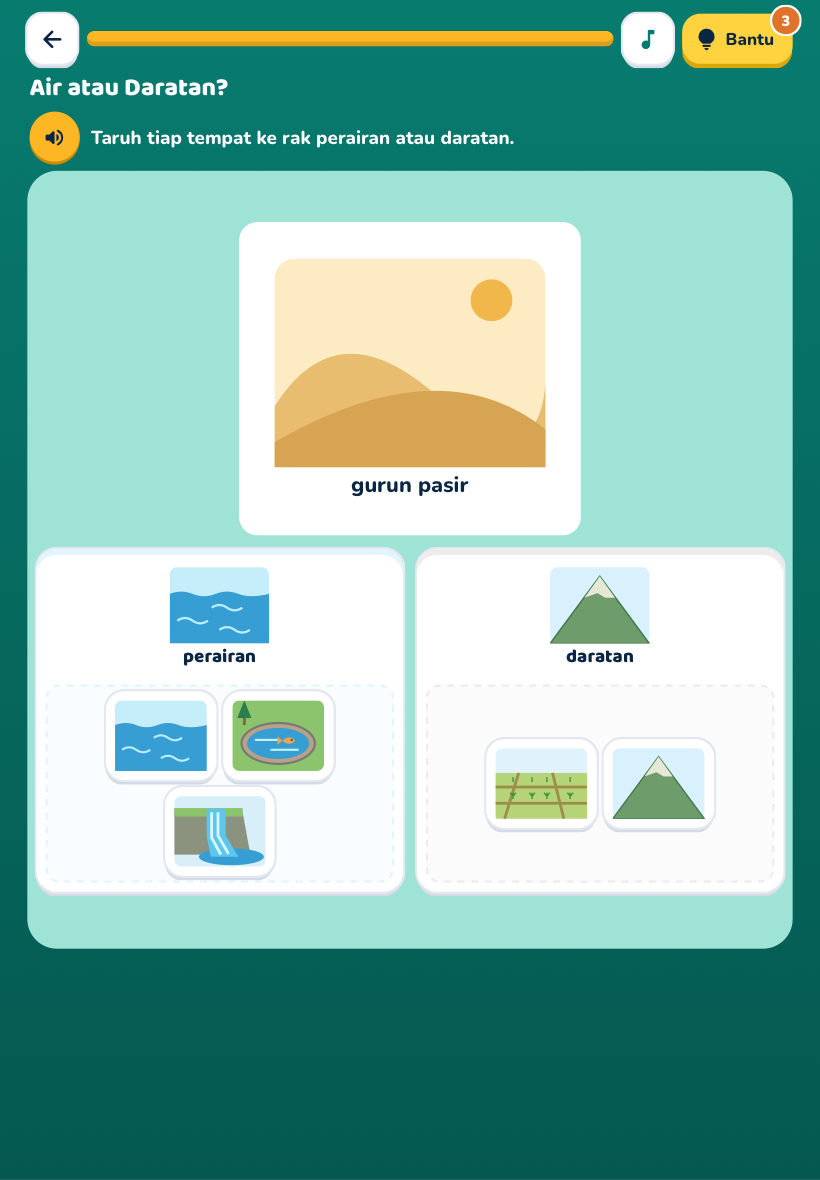 3
Bantu
Air atau Daratan?
Taruh tiap tempat ke rak perairan atau daratan.
gurun pasir
perairan
daratan